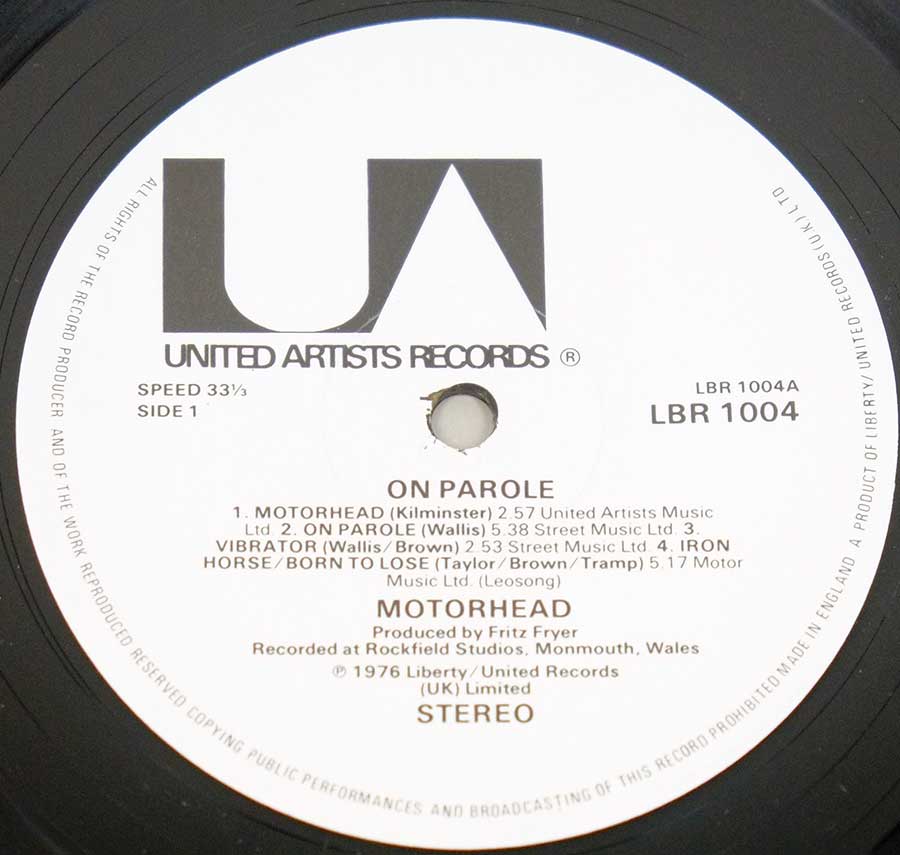 UA
UNITED ARTISTS RECORDS ®
SPEED 33⅓
SIDE 1
LBR 1004A
LBR 1004
ON PAROLE
1. MOTORHEAD (Kilminster) 2.57 United Artists Music
Ltd. 2. ON PAROLE (Wallis) 5.38 Street Music Ltd. 3.
VIBRATOR (Wallis/Brown) 2.53 Street Music Ltd. 4. IRON
HORSE/BORN TO LOSE (Taylor/Brown/Tramp) 5.17 Motor
Music Ltd. (Leosong)
MOTORHEAD
Produced by Fritz Fryer
Recorded at Rockfield Studios, Monmouth, Wales
℗ 1976 Liberty/United Records
(UK) Limited
STEREO
ALL RIGHTS OF THE RECORD PRODUCER AND OF THE WORK REPRODUCED RESERVED COPYING PUBLIC PERFORMANCES AND BROADCASTING OF THIS RECORD PROHIBITED MADE IN ENGLAND A PRODUCT OF LIBERTY/UNITED RECORDS (U.K.) LTD